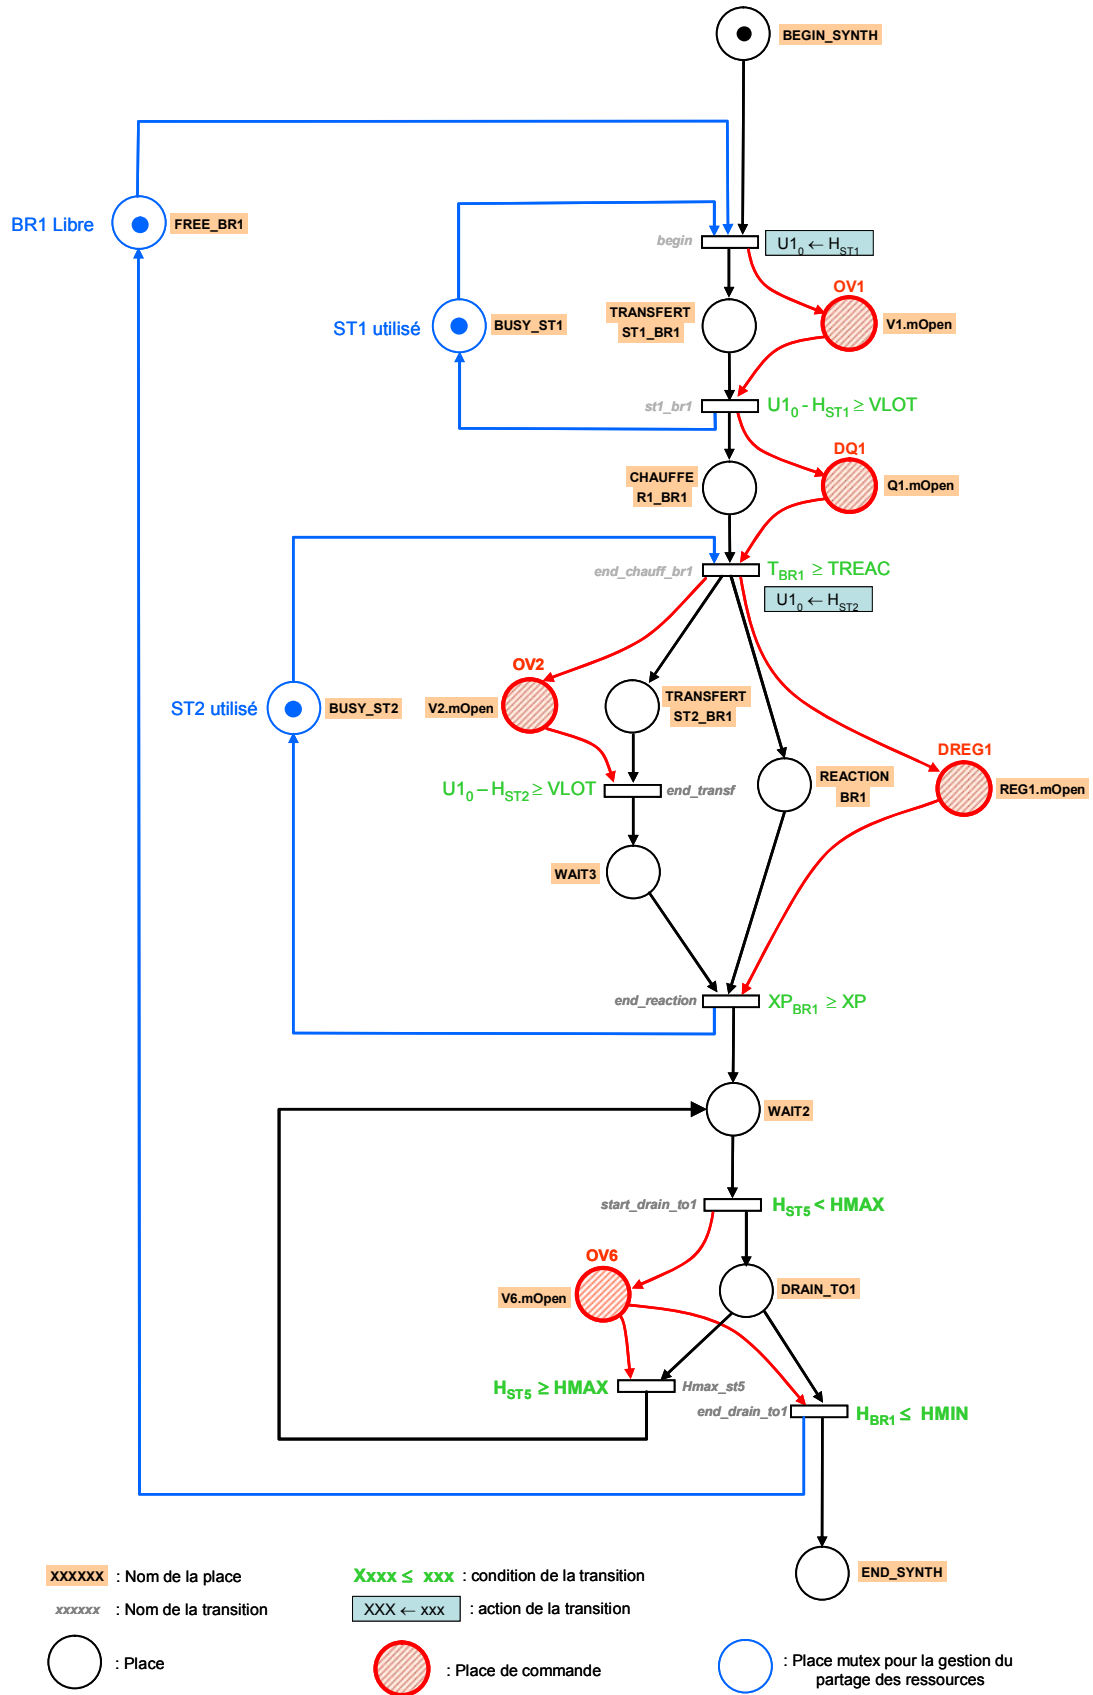 BEGIN_SYNTH
BR1 Libre
FREE_BR1
begin
U1₀ ← H_ST1
OV1
TRANSFERT
ST1_BR1
V1.mOpen
ST1 utilisé
BUSY_ST1
st1_br1
U1₀ - H_ST1 ≥ VLOT
DQ1
CHAUFFE
R1_BR1
Q1.mOpen
end_chauff_br1
T_BR1 ≥ TREAC
U1₀ ← H_ST2
OV2
TRANSFERT
ST2_BR1
V2.mOpen
ST2 utilisé
BUSY_ST2
DREG1
REACTION
BR1
REG1.mOpen
U1₀ – H_ST2 ≥ VLOT
end_transf
WAIT3
end_reaction
XP_BR1 ≥ XP
WAIT2
start_drain_to1
H_ST5 < HMAX
OV6
V6.mOpen
DRAIN_TO1
H_ST5 ≥ HMAX
Hmax_st5
end_drain_to1
H_BR1 ≤ HMIN
END_SYNTH
XXXXXX : Nom de la place
Xxxx ≤ xxx : condition de la transition
xxxxxx : Nom de la transition
XXX ← xxx : action de la transition
: Place
: Place de commande
: Place mutex pour la gestion du
partage des ressources